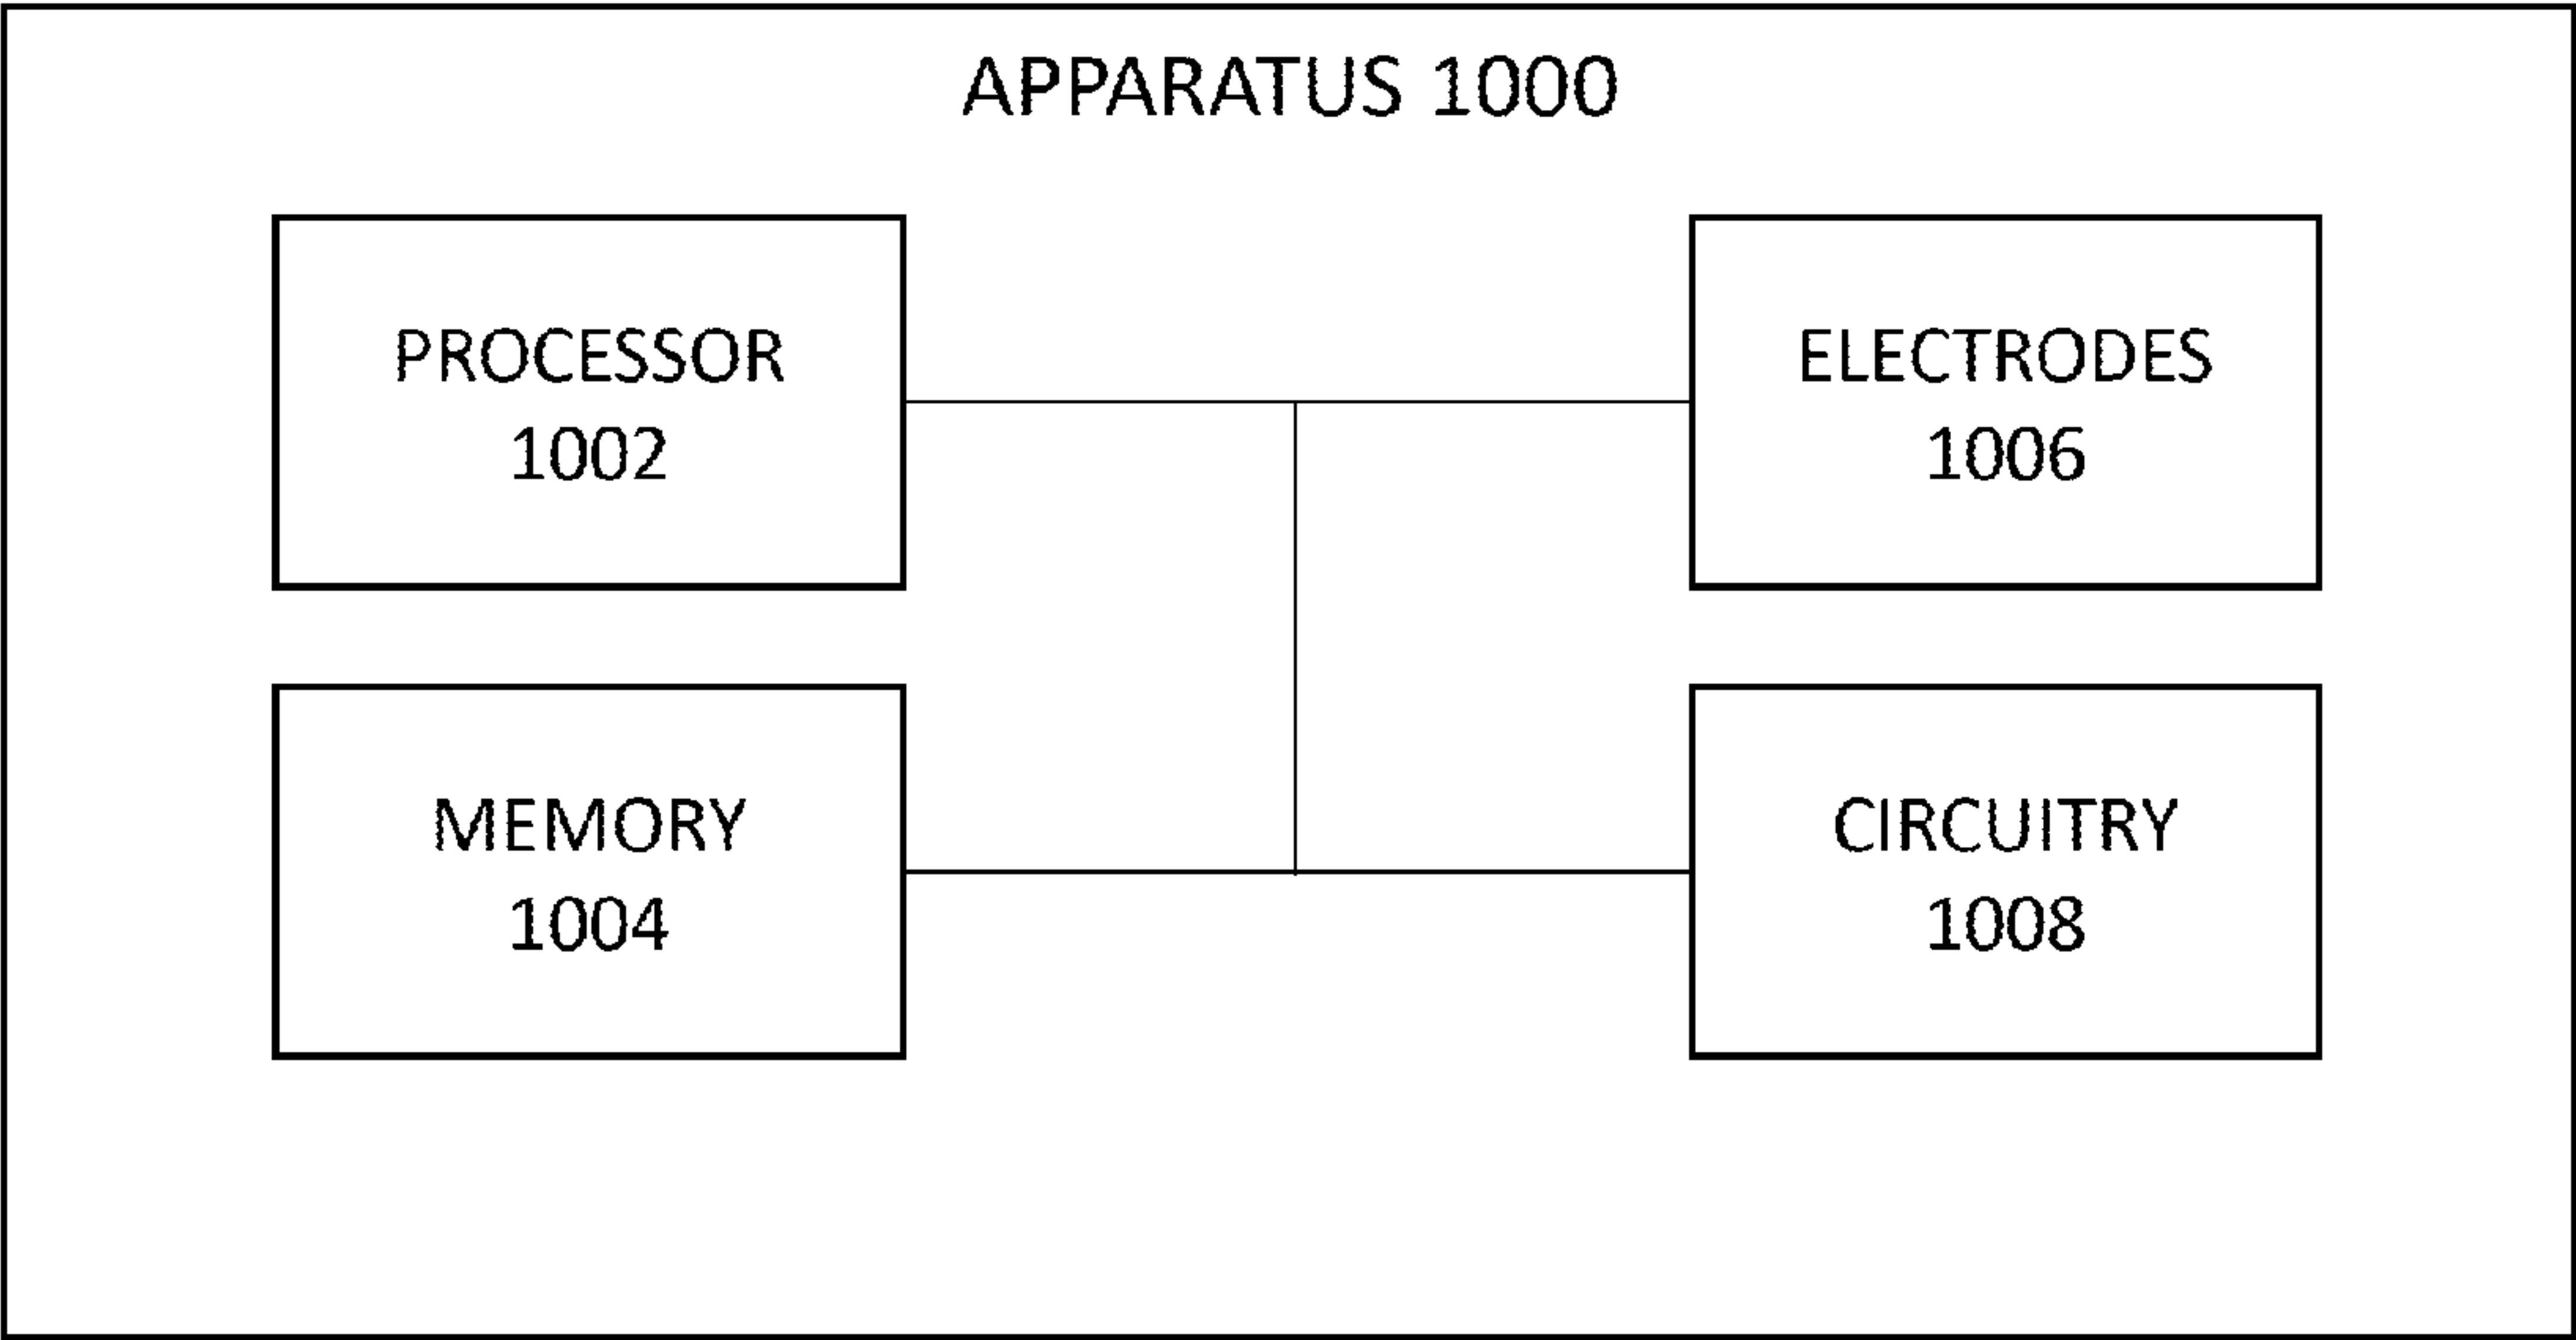 APPARATUS 1000
PROCESSOR
1002
ELECTRODES
1006
MEMORY
1004
CIRCUITRY
1008